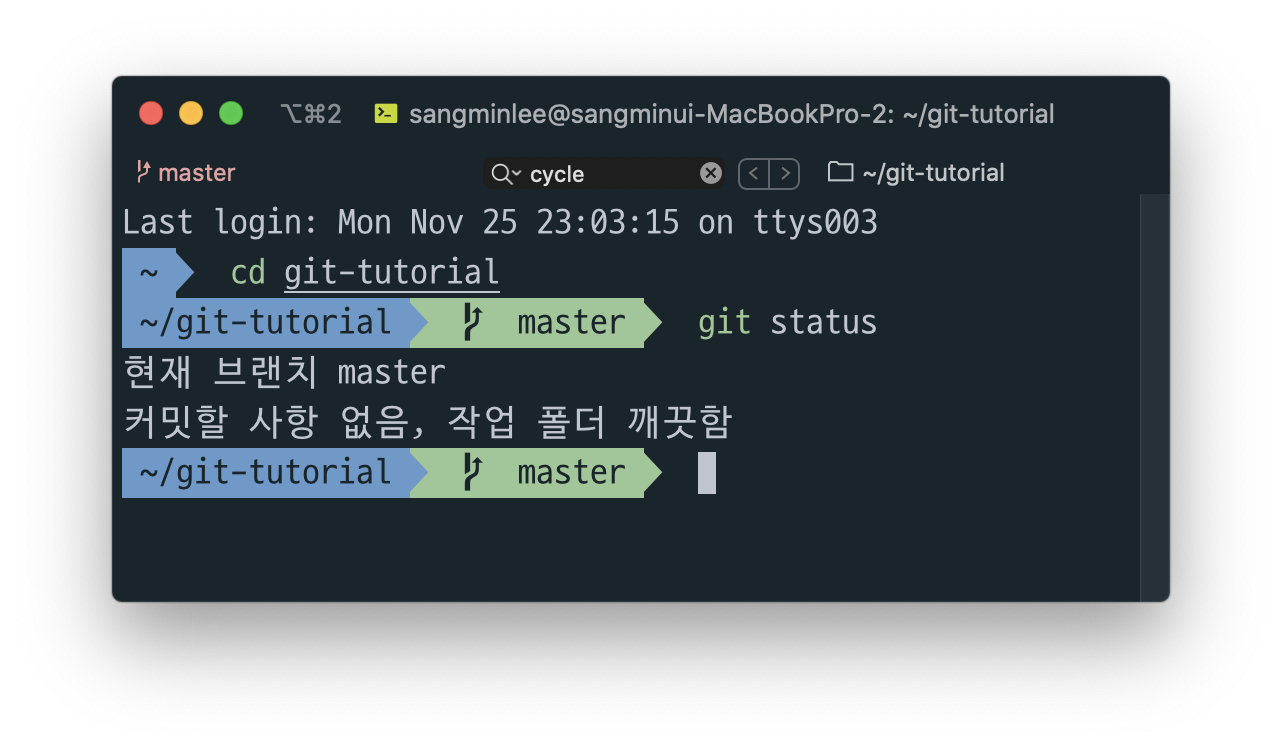 ⌥⌘2 sangminlee@sangminui-MacBookPro-2: ~/git-tutorial
master cycle ~/git-tutorial
Last login: Mon Nov 25 23:03:15 on ttys003
~ cd git-tutorial
~/git-tutorial master git status
현재 브랜치 master
커밋할 사항 없음, 작업 폴더 깨끗함
~/git-tutorial master